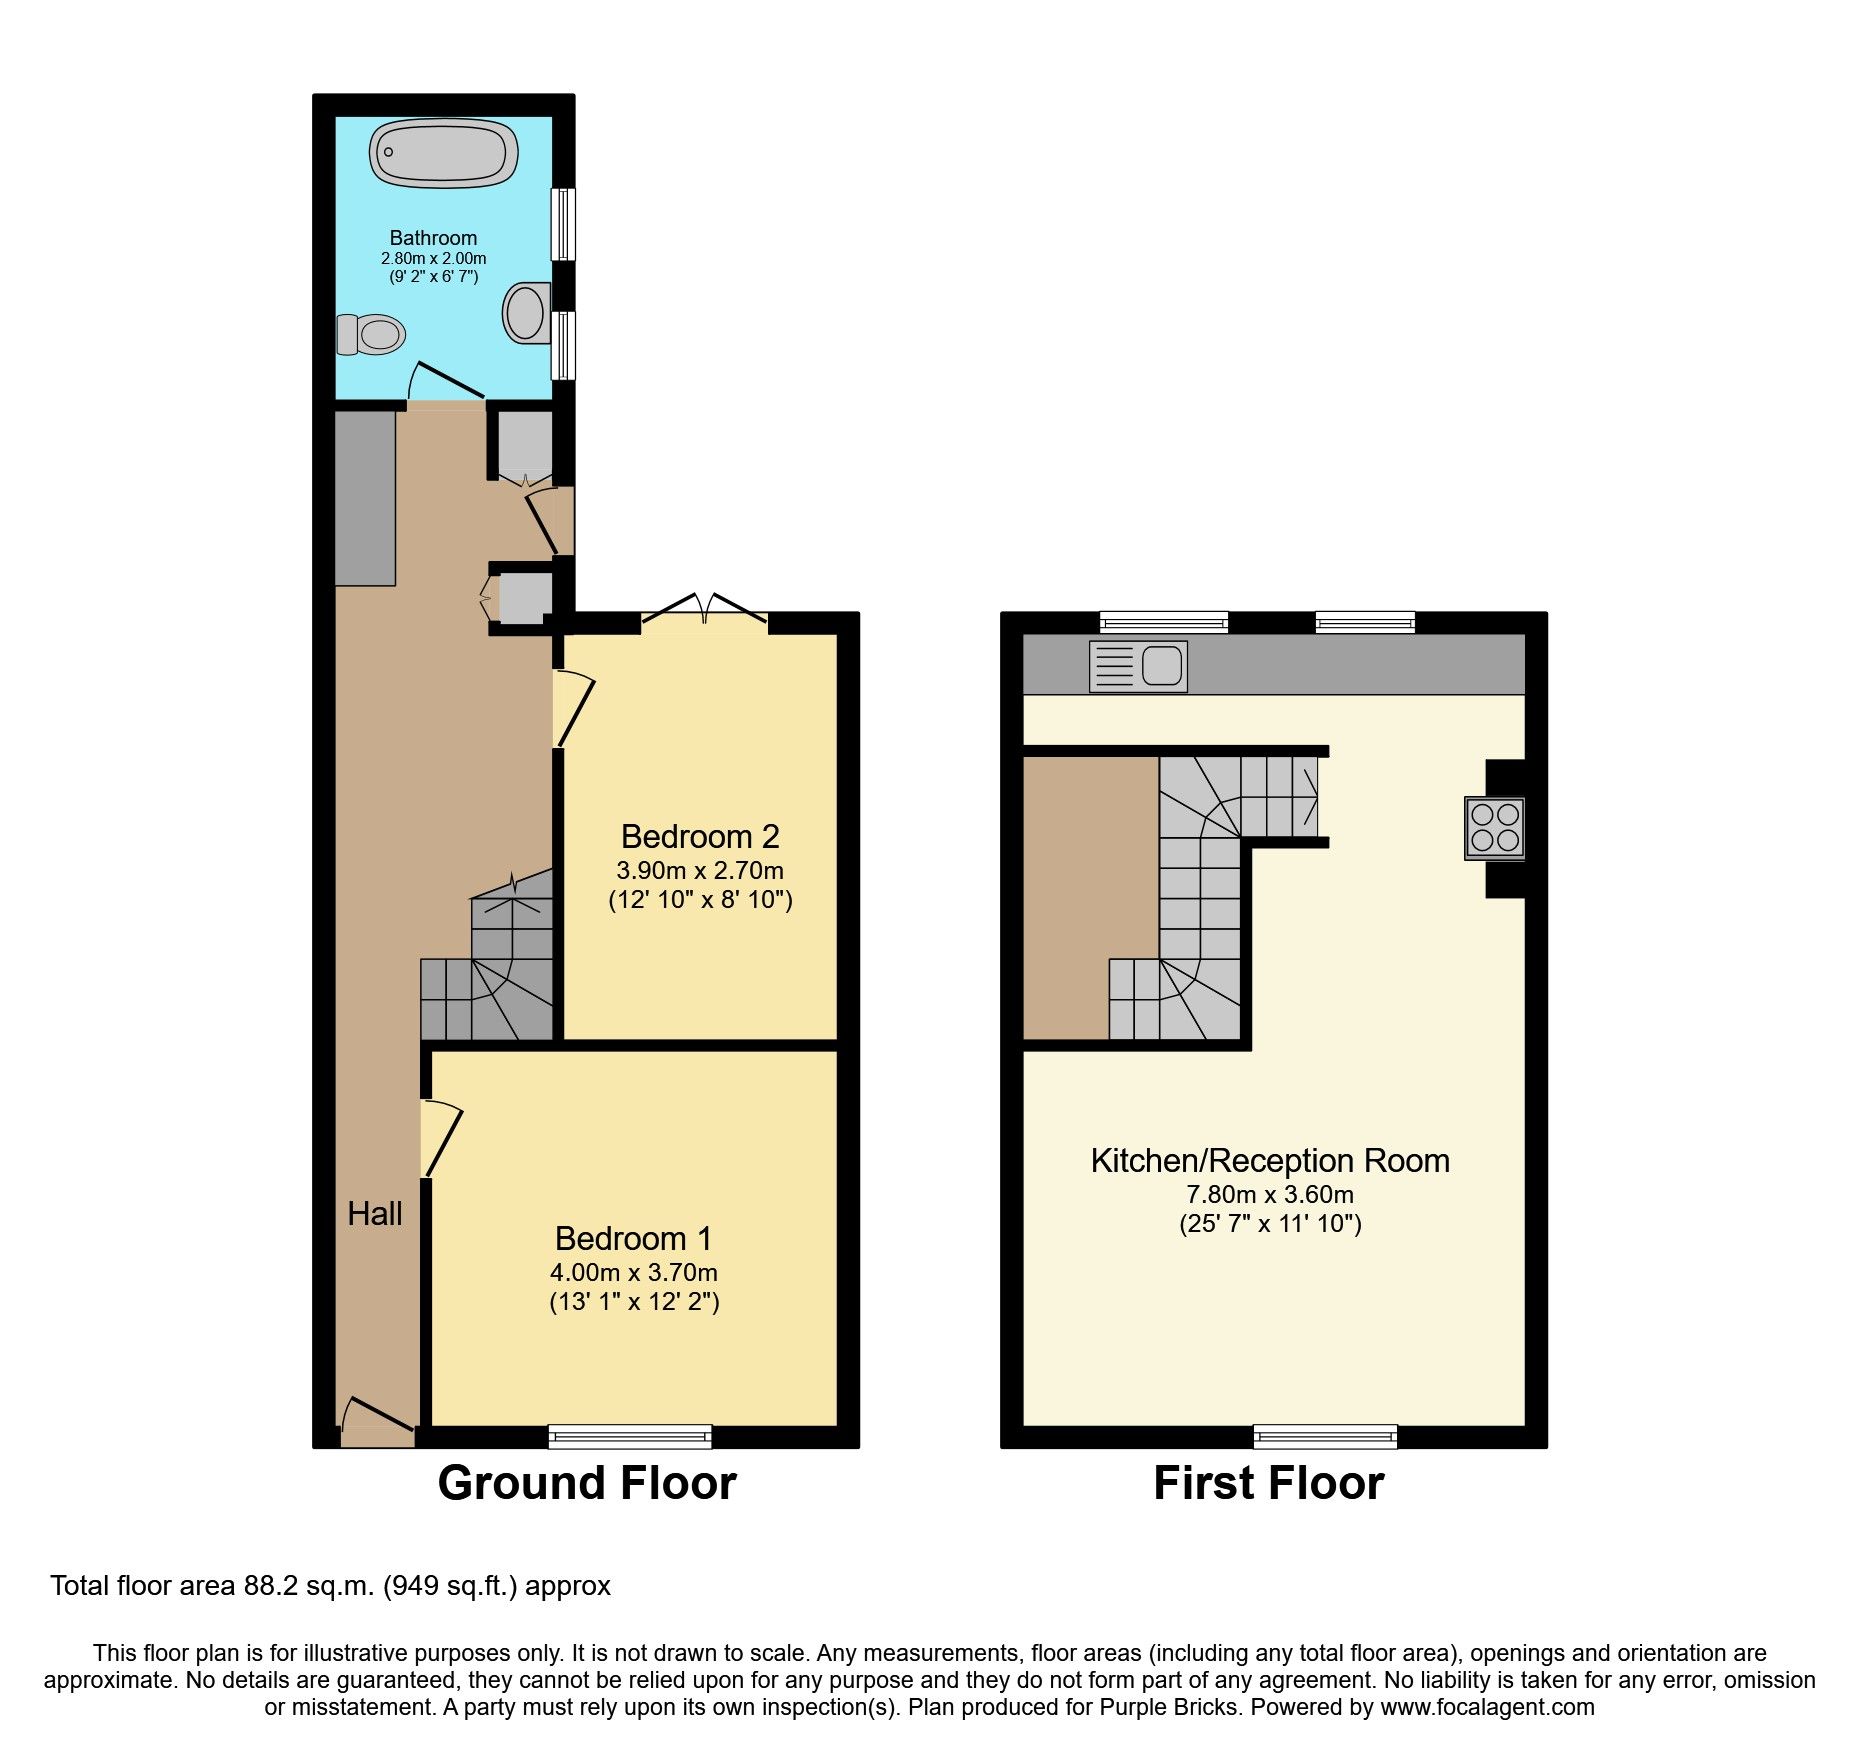 Bathroom
2.80m x 2.00m
(9' 2" x 6' 7")
Bedroom 2
3.90m x 2.70m
(12' 10" x 8' 10")
Hall
Bedroom 1
4.00m x 3.70m
(13' 1" x 12' 2")
Kitchen/Reception Room
7.80m x 3.60m
(25' 7" x 11' 10")
Ground Floor
First Floor
Total floor area 88.2 sq.m. (949 sq.ft.) approx
This floor plan is for illustrative purposes only. It is not drawn to scale. Any measurements, floor areas (including any total floor area), openings and orientation are
approximate. No details are guaranteed, they cannot be relied upon for any purpose and they do not form part of any agreement. No liability is taken for any error, omission
or misstatement. A party must rely upon its own inspection(s). Plan produced for Purple Bricks. Powered by www.focalagent.com